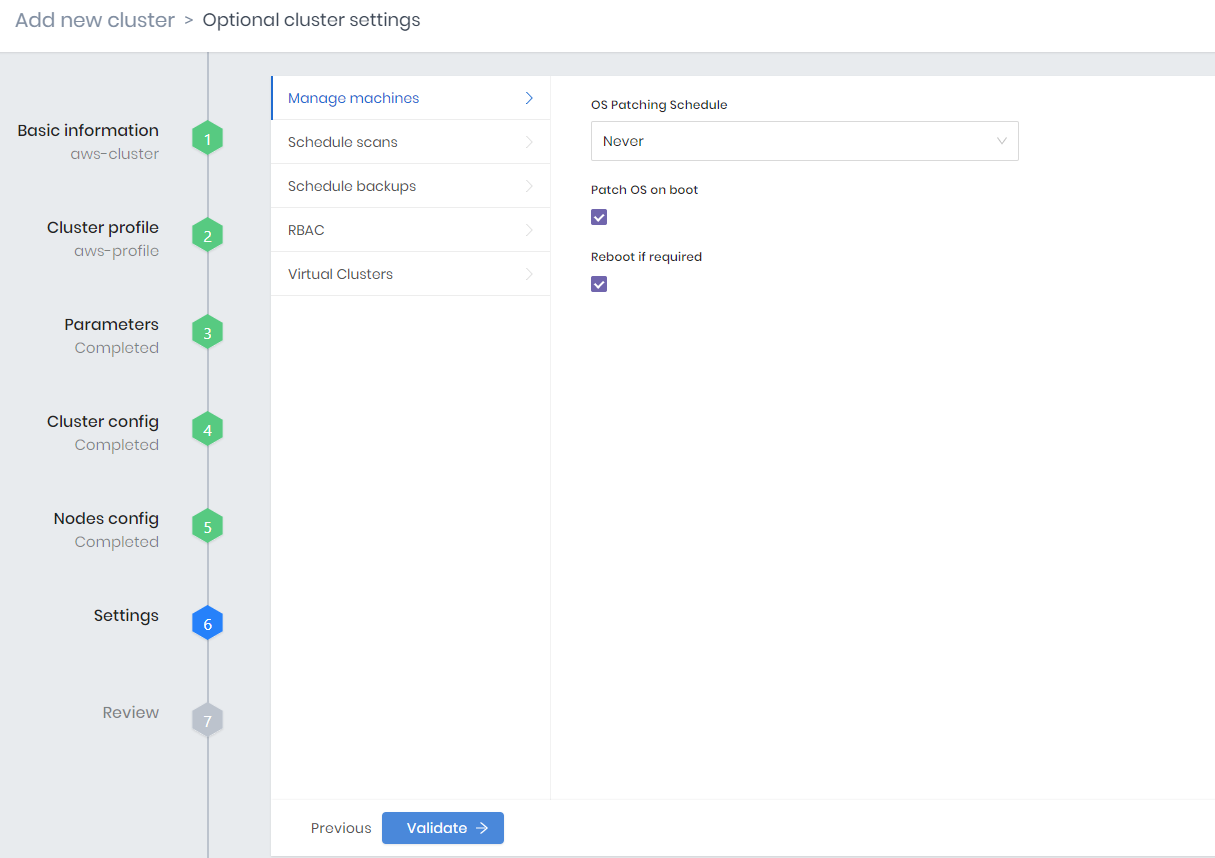 Add new cluster > Optional cluster settings
Basic information
aws-cluster
1
Cluster profile
aws-profile
2
Parameters
Completed
3
Cluster config
Completed
4
Nodes config
Completed
5
Settings
6
Review
7
Manage machines
Schedule scans
Schedule backups
RBAC
Virtual Clusters
OS Patching Schedule
Never
Patch OS on boot
Reboot if required
Previous
Validate